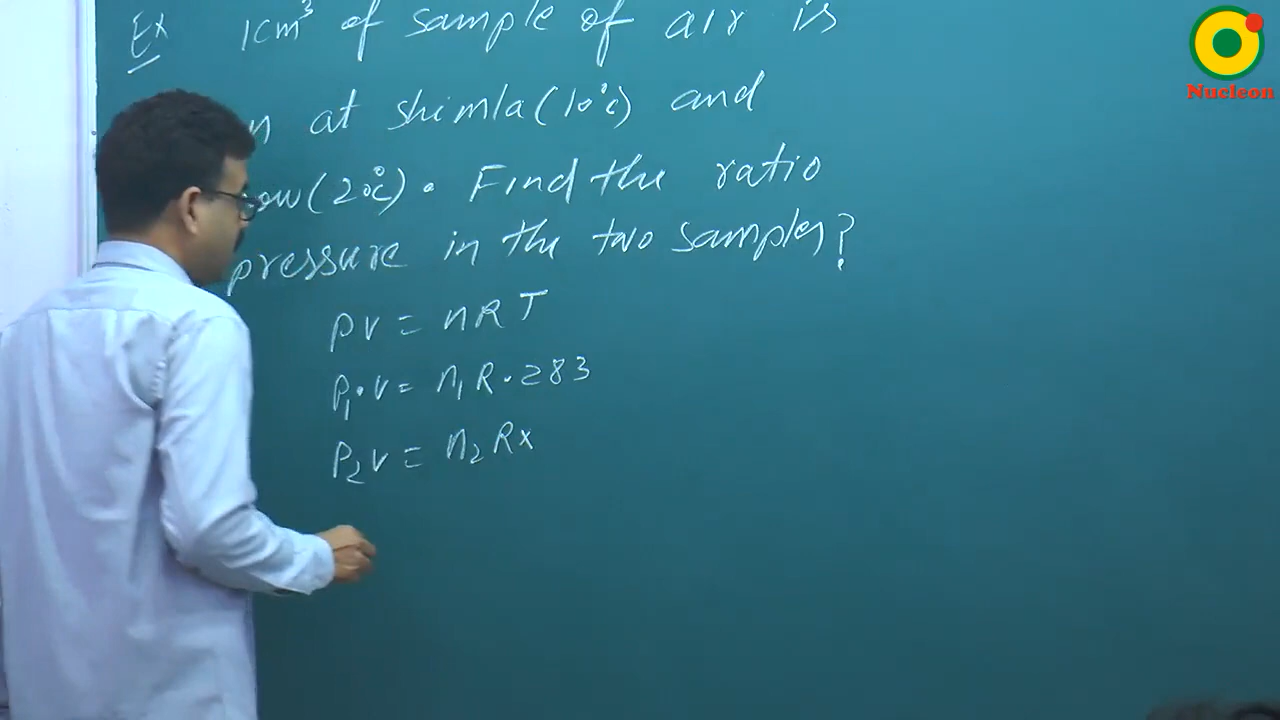 Ex 1cm³ of sample of air is
at shimla (10°c) and
(20°c). Find the ratio
pressure in the two samples?
PV = nRT
P₁·V = n₁R·283
P₂V = n₂R×
Nucleon